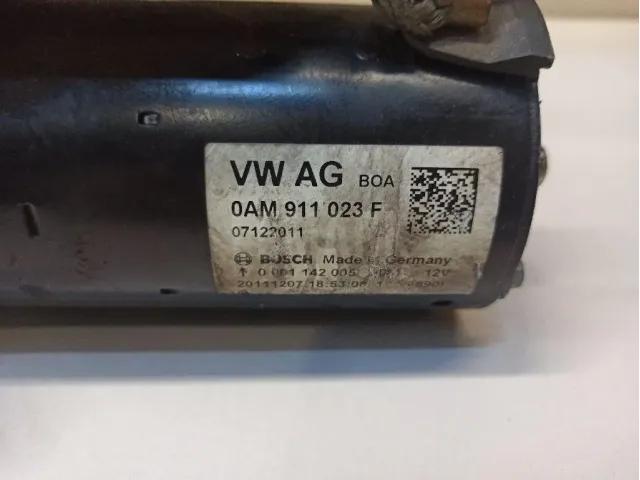 VW AG BOA
0AM 911 023 F
07122011
BOSCH Made in Germany
↑ 0 001 142 005 12V
20111207 18:53:06